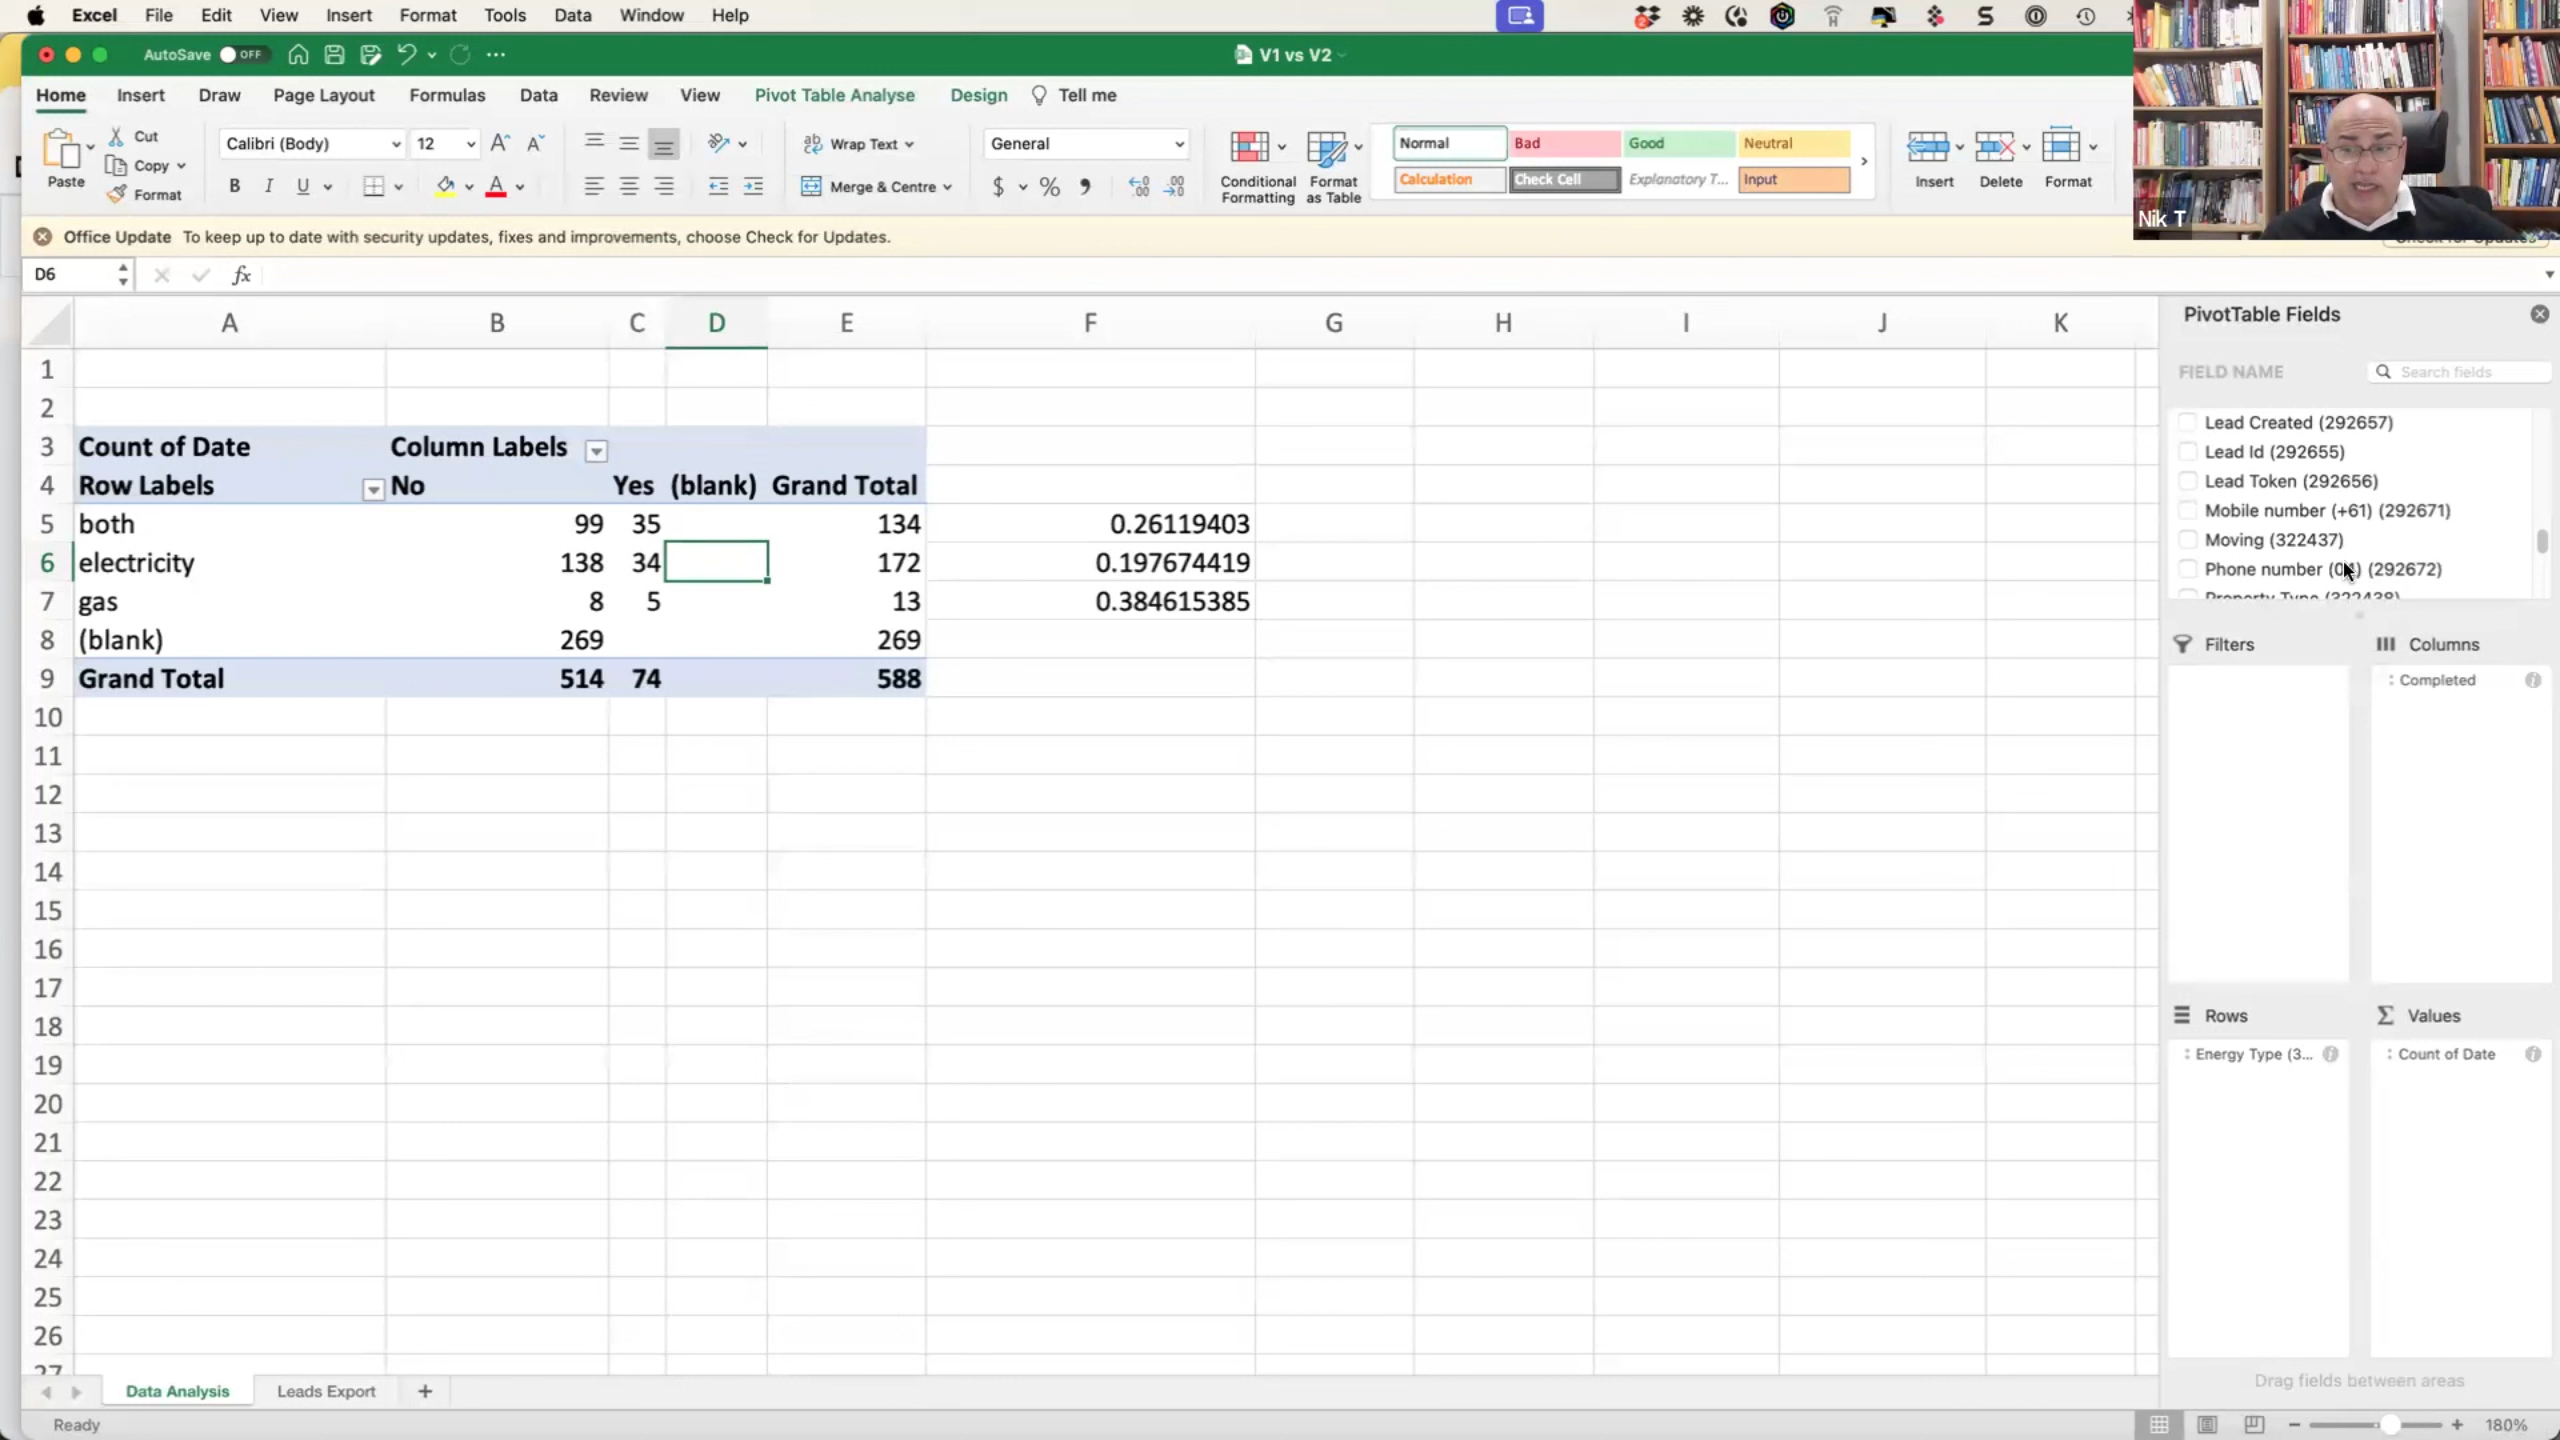 Excel File Edit View Insert Format Tools Data Window Help
AutoSave OFF V1 vs V2
Home Insert Draw Page Layout Formulas Data Review View Pivot Table Analyse Design Tell me
Paste Cut Copy Format
Calibri (Body) 12
B I U
Wrap Text
Merge & Centre
General
$ %
Conditional Formatting
Format as Table
Normal Bad Good Neutral
Calculation Check Cell Explanatory T... Input
Insert Delete Format
Nik T
Office Update To keep up to date with security updates, fixes and improvements, choose Check for Updates.
D6 fx
A B C D E F G H I J K
1
2
3 Count of Date Column Labels
4 Row Labels No Yes (blank) Grand Total
5 both 99 35 134 0.26119403
6 electricity 138 34 172 0.197674419
7 gas 8 5 13 0.384615385
8 (blank) 269 269
9 Grand Total 514 74 588
10
11
12
13
14
15
16
17
18
19
20
21
22
23
24
25
26
27
PivotTable Fields
FIELD NAME Search fields
Lead Created (292657)
Lead Id (292655)
Lead Token (292656)
Mobile number (+61) (292671)
Moving (322437)
Phone number (292672)
Property Type (322438)
Filters Columns
Completed
Rows Values
Energy Type (3... Count of Date
Drag fields between areas
Data Analysis Leads Export +
Ready 180%